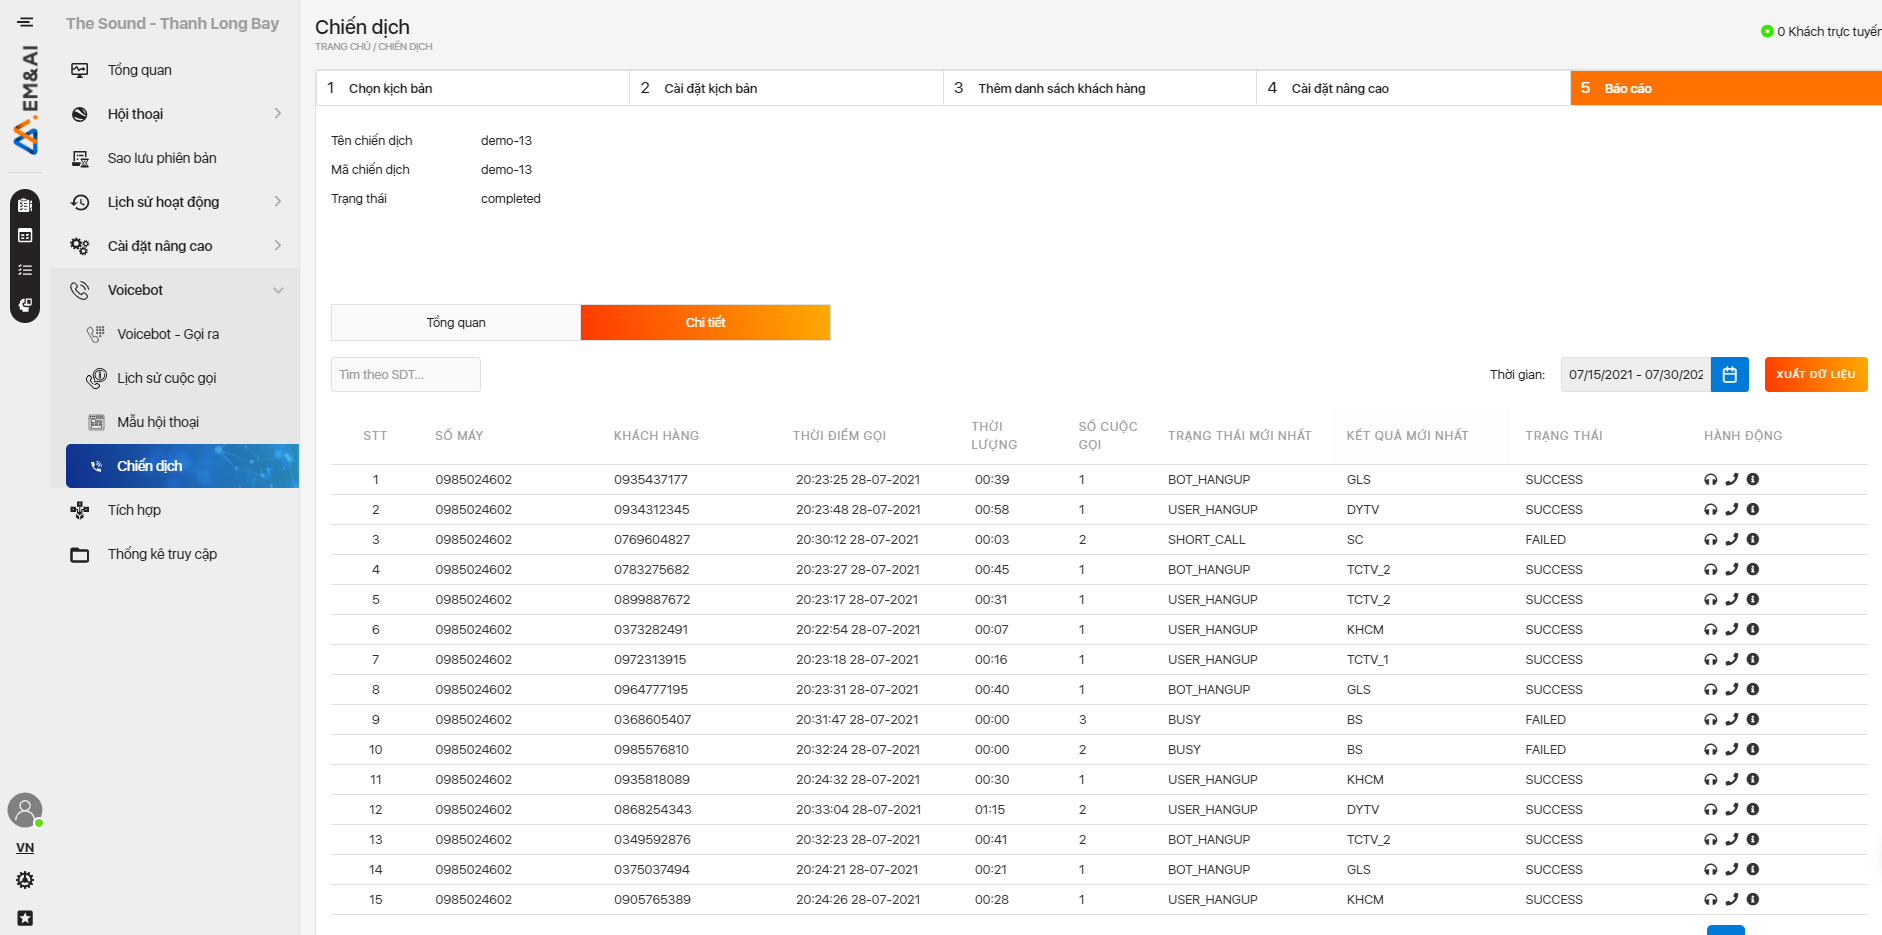 The Sound - Thanh Long Bay
.EM&AI
Tổng quan
Hội thoại
Sao lưu phiên bản
Lịch sử hoạt động
Cài đặt nâng cao
Voicebot
Voicebot - Gọi ra
Lịch sử cuộc gọi
Mẫu hội thoại
Chiến dịch
Tích hợp
Thống kê truy cập
VN
Chiến dịch
TRANG CHỦ / CHIẾN DỊCH
0 Khách trực tuyến
1 Chọn kịch bản
2 Cài đặt kịch bản
3 Thêm danh sách khách hàng
4 Cài đặt nâng cao
5 Báo cáo
Tên chiến dịch demo-13
Mã chiến dịch demo-13
Trạng thái completed
Tổng quan Chi tiết
Tìm theo SDT... Thời gian: 07/15/2021 - 07/30/202 XUẤT DỮ LIỆU
STT SỐ MÁY KHÁCH HÀNG THỜI ĐIỂM GỌI THỜI LƯỢNG SỐ CUỘC GỌI TRẠNG THÁI MỚI NHẤT KẾT QUẢ MỚI NHẤT TRẠNG THÁI HÀNH ĐỘNG
1 0985024602 0935437177 20:23:25 28-07-2021 00:39 1 BOT_HANGUP GLS SUCCESS
2 0985024602 0934312345 20:23:48 28-07-2021 00:58 1 USER_HANGUP DYTV SUCCESS
3 0985024602 0769604827 20:30:12 28-07-2021 00:03 2 SHORT_CALL SC FAILED
4 0985024602 0783275682 20:23:27 28-07-2021 00:45 1 BOT_HANGUP TCTV_2 SUCCESS
5 0985024602 0899887672 20:23:17 28-07-2021 00:31 1 USER_HANGUP TCTV_2 SUCCESS
6 0985024602 0373282491 20:22:54 28-07-2021 00:07 1 USER_HANGUP KHCM SUCCESS
7 0985024602 0972313915 20:23:18 28-07-2021 00:16 1 USER_HANGUP TCTV_1 SUCCESS
8 0985024602 0964777195 20:23:31 28-07-2021 00:40 1 BOT_HANGUP GLS SUCCESS
9 0985024602 0368605407 20:31:47 28-07-2021 00:00 3 BUSY BS FAILED
10 0985024602 0985576810 20:32:24 28-07-2021 00:00 2 BUSY BS FAILED
11 0985024602 0935818089 20:24:32 28-07-2021 00:30 1 USER_HANGUP KHCM SUCCESS
12 0985024602 0868254343 20:33:04 28-07-2021 01:15 2 USER_HANGUP DYTV SUCCESS
13 0985024602 0349592876 20:32:23 28-07-2021 00:41 2 BOT_HANGUP TCTV_2 SUCCESS
14 0985024602 0375037494 20:24:21 28-07-2021 00:21 1 BOT_HANGUP GLS SUCCESS
15 0985024602 0905765389 20:24:26 28-07-2021 00:28 1 USER_HANGUP KHCM SUCCESS